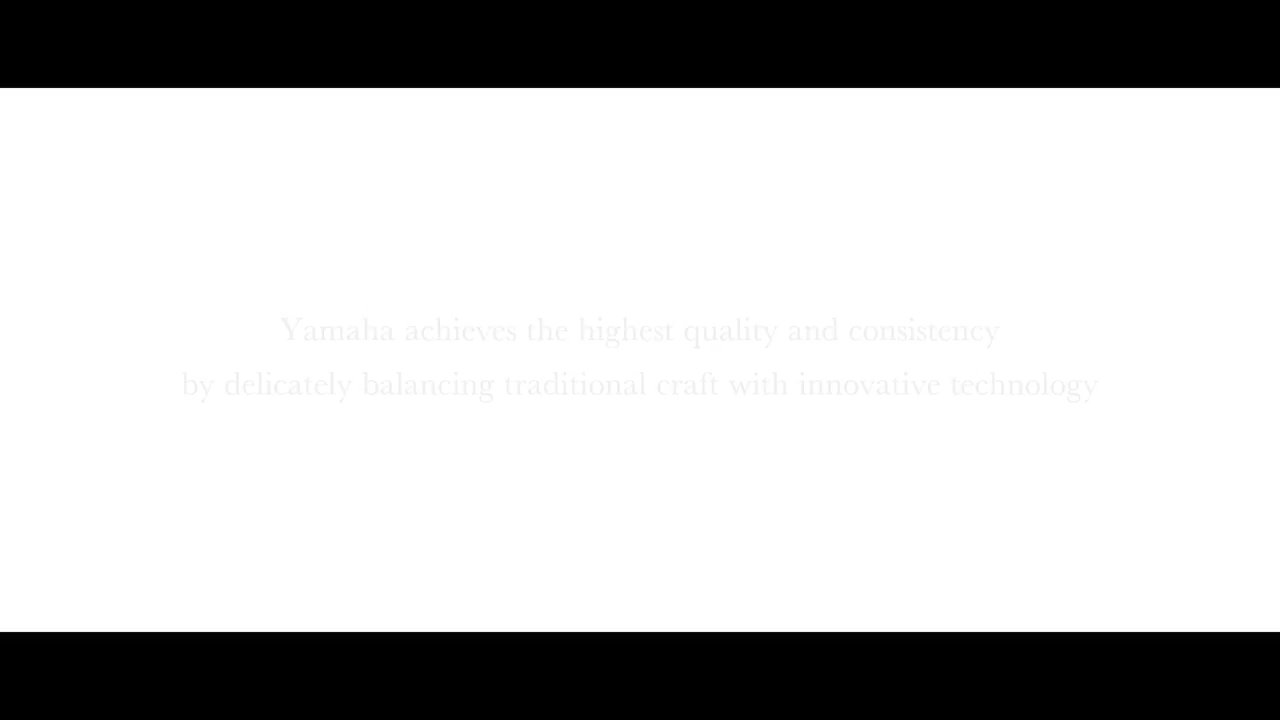 Yamaha achieves the highest quality and consistency
by delicately balancing traditional craft with innovative technology